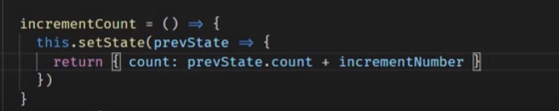 incrementCount = () => {
this.setState(prevState => {
return { count: prevState.count + incrementNumber }
})
}